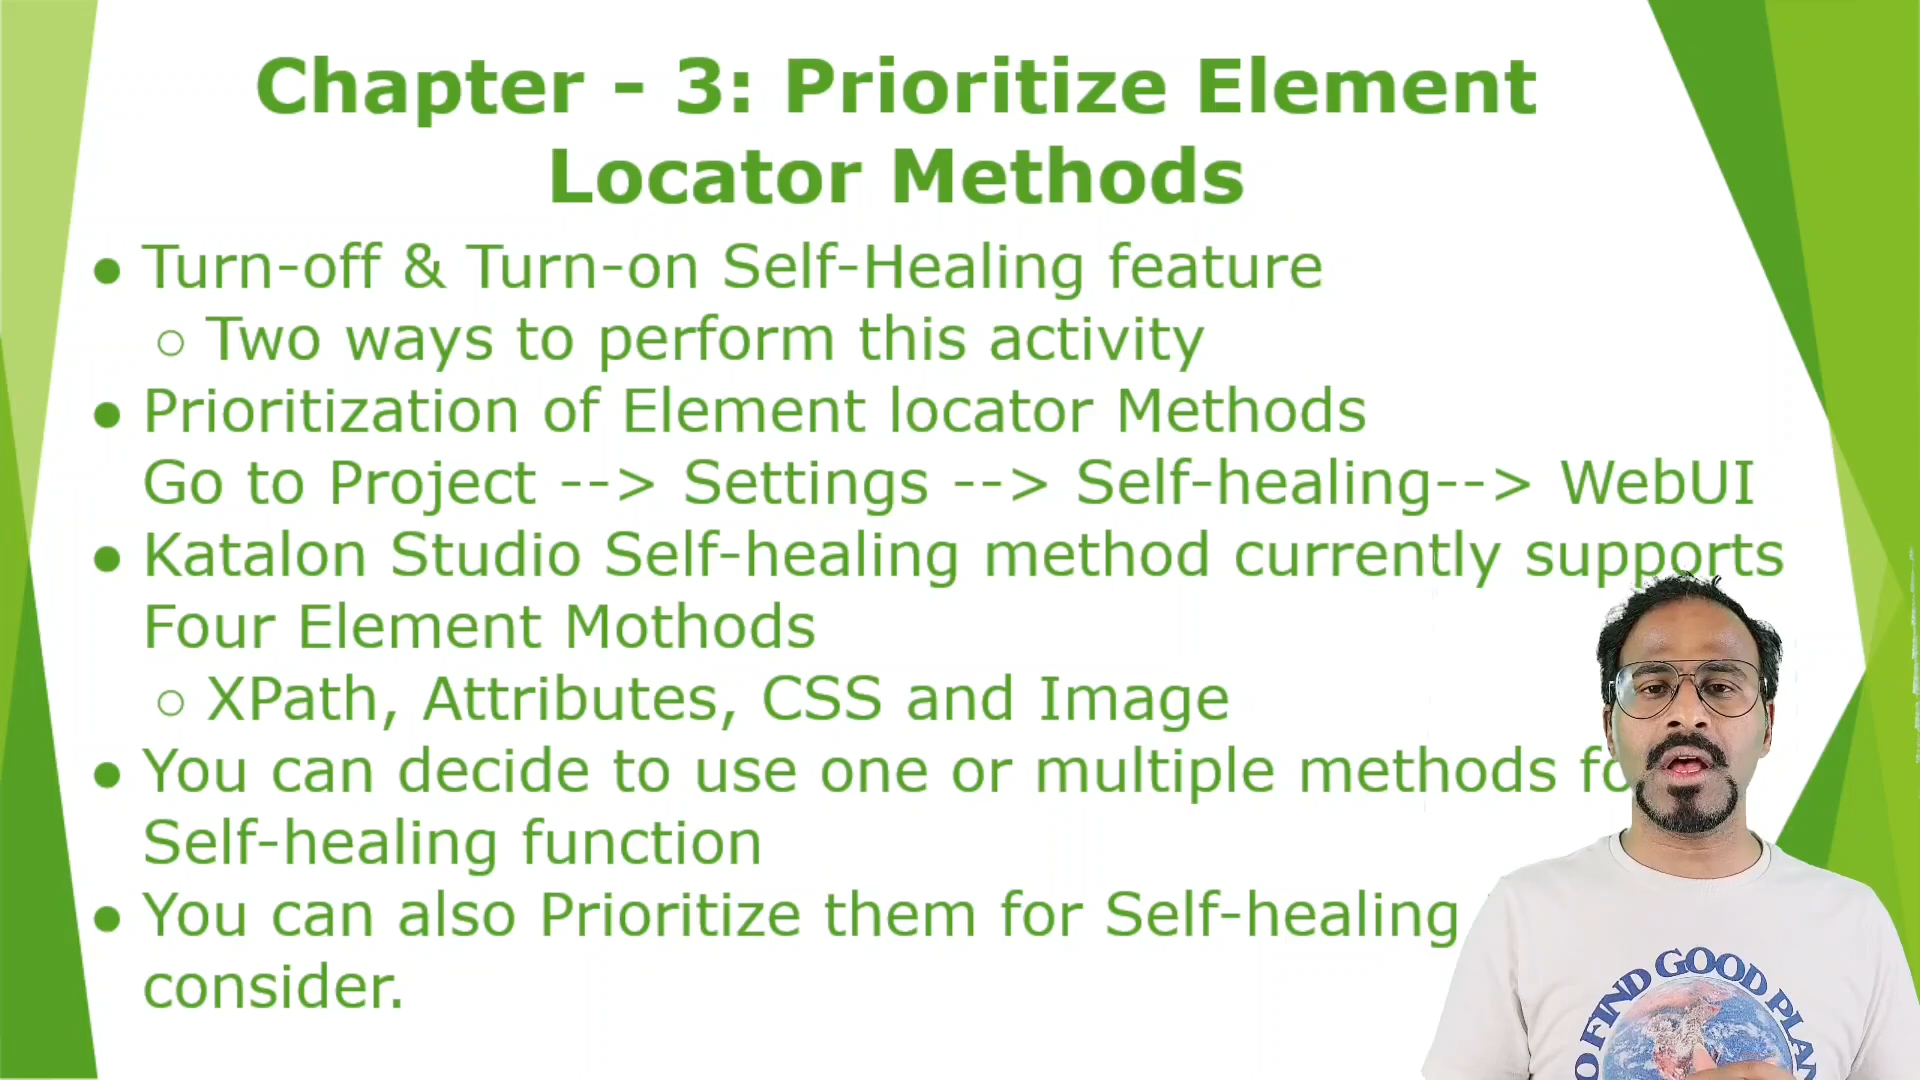 Chapter - 3: Prioritize Element
Locator Methods
● Turn-off & Turn-on Self-Healing feature
○ Two ways to perform this activity
● Prioritization of Element locator Methods
Go to Project --> Settings --> Self-healing--> WebUI
● Katalon Studio Self-healing method currently supports
Four Element Mothods
○ XPath, Attributes, CSS and Image
● You can decide to use one or multiple methods
Self-healing function
● You can also Prioritize them for Self-healing
consider.
FIND GOOD